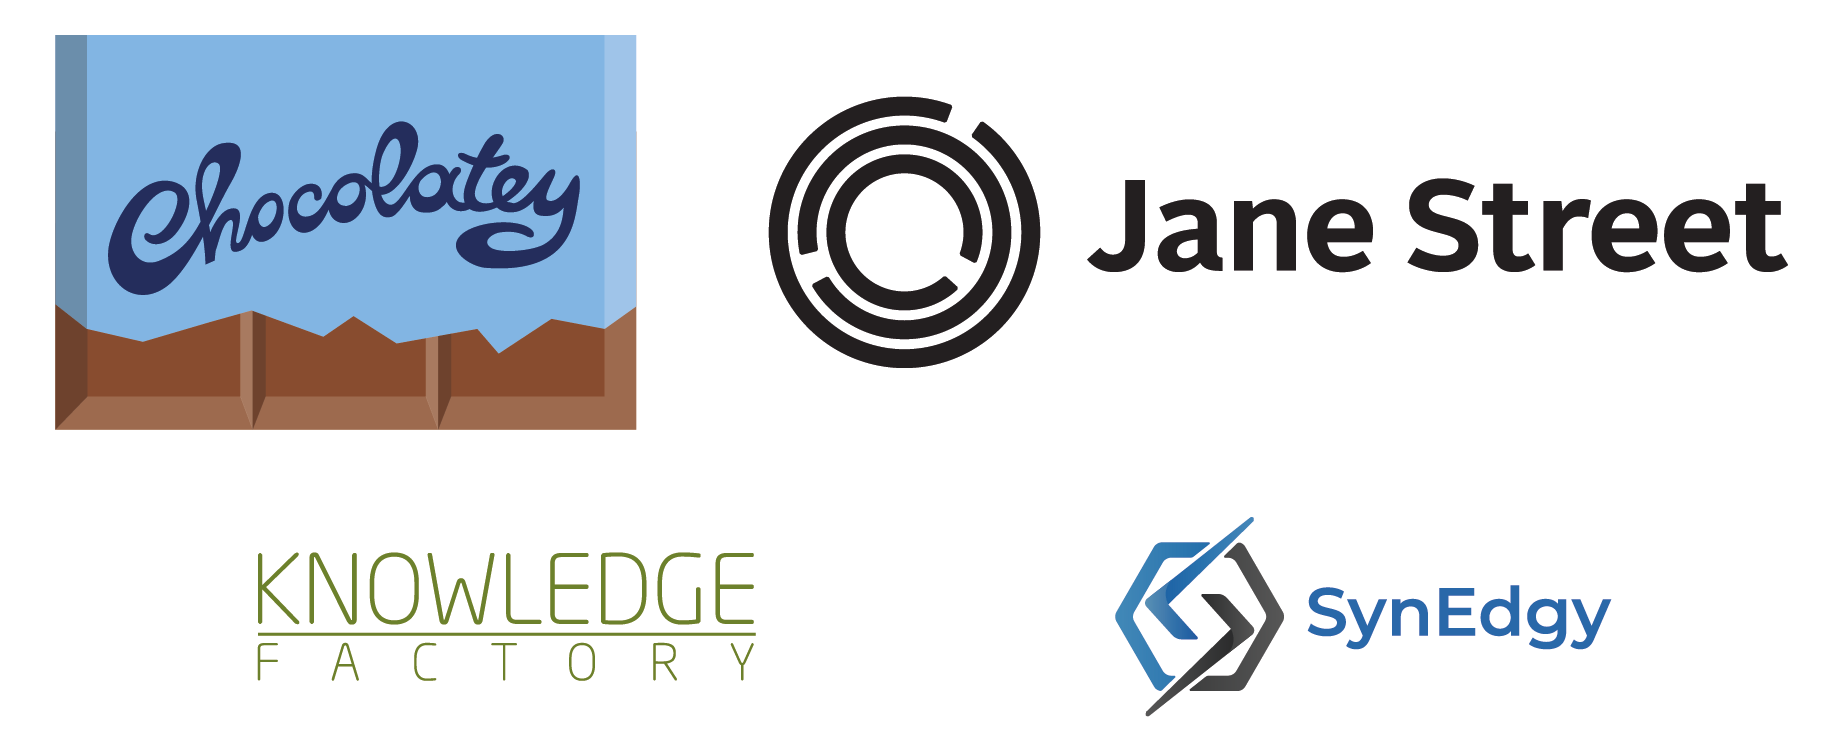 Chocolatey
Jane Street
KNOWLEDGE
FACTORY
SynEdgy